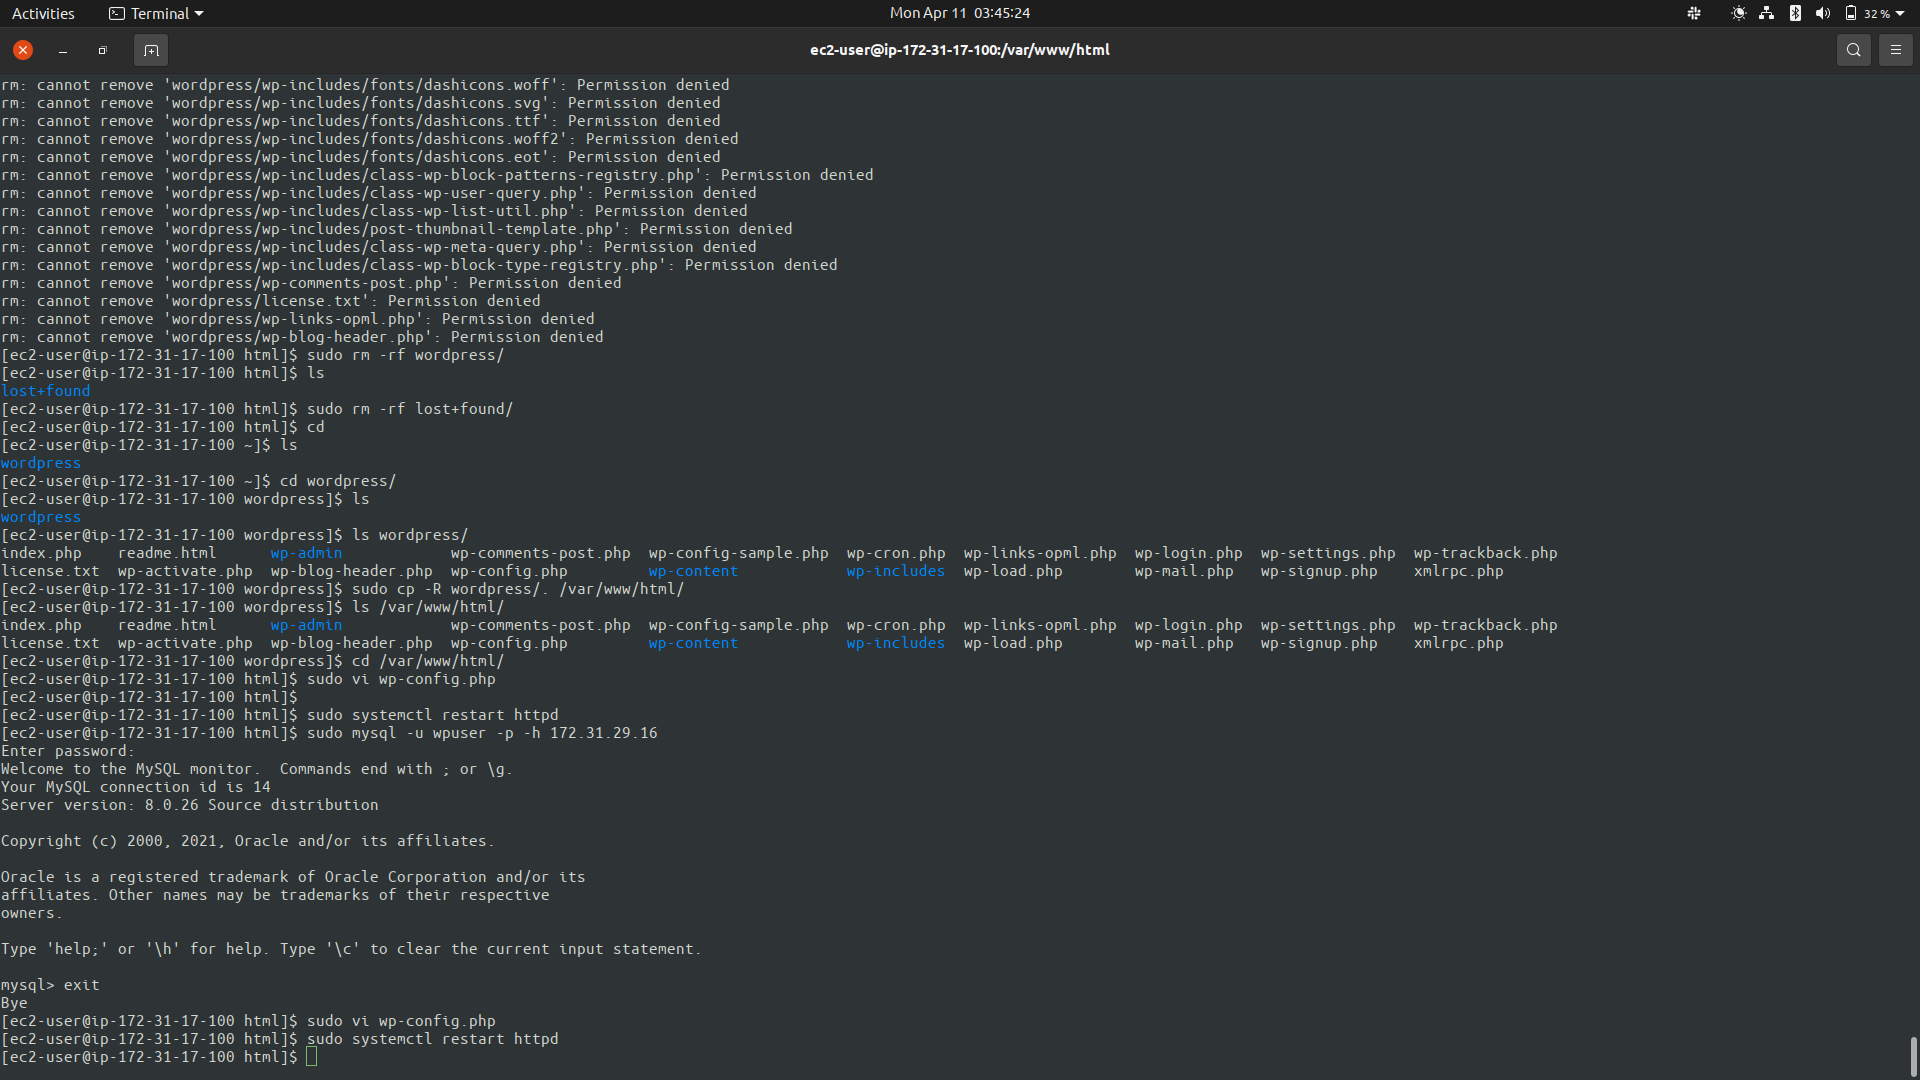 Activities Terminal Mon Apr 11 03:45:24 32 %
ec2-user@ip-172-31-17-100:/var/www/html
rm: cannot remove 'wordpress/wp-includes/fonts/dashicons.woff': Permission denied
rm: cannot remove 'wordpress/wp-includes/fonts/dashicons.svg': Permission denied
rm: cannot remove 'wordpress/wp-includes/fonts/dashicons.ttf': Permission denied
rm: cannot remove 'wordpress/wp-includes/fonts/dashicons.woff2': Permission denied
rm: cannot remove 'wordpress/wp-includes/fonts/dashicons.eot': Permission denied
rm: cannot remove 'wordpress/wp-includes/class-wp-block-patterns-registry.php': Permission denied
rm: cannot remove 'wordpress/wp-includes/class-wp-user-query.php': Permission denied
rm: cannot remove 'wordpress/wp-includes/class-wp-list-util.php': Permission denied
rm: cannot remove 'wordpress/wp-includes/post-thumbnail-template.php': Permission denied
rm: cannot remove 'wordpress/wp-includes/class-wp-meta-query.php': Permission denied
rm: cannot remove 'wordpress/wp-includes/class-wp-block-type-registry.php': Permission denied
rm: cannot remove 'wordpress/wp-comments-post.php': Permission denied
rm: cannot remove 'wordpress/license.txt': Permission denied
rm: cannot remove 'wordpress/wp-links-opml.php': Permission denied
rm: cannot remove 'wordpress/wp-blog-header.php': Permission denied
[ec2-user@ip-172-31-17-100 html]$ sudo rm -rf wordpress/
[ec2-user@ip-172-31-17-100 html]$ ls
lost+found
[ec2-user@ip-172-31-17-100 html]$ sudo rm -rf lost+found/
[ec2-user@ip-172-31-17-100 html]$ cd
[ec2-user@ip-172-31-17-100 ~]$ ls
wordpress
[ec2-user@ip-172-31-17-100 ~]$ cd wordpress/
[ec2-user@ip-172-31-17-100 wordpress]$ ls
wordpress
[ec2-user@ip-172-31-17-100 wordpress]$ ls wordpress/
index.php    readme.html      wp-admin            wp-comments-post.php  wp-config-sample.php  wp-cron.php  wp-links-opml.php  wp-login.php  wp-settings.php  wp-trackback.php
license.txt  wp-activate.php  wp-blog-header.php  wp-config.php         wp-content            wp-includes  wp-load.php        wp-mail.php   wp-signup.php    xmlrpc.php
[ec2-user@ip-172-31-17-100 wordpress]$ sudo cp -R wordpress/. /var/www/html/
[ec2-user@ip-172-31-17-100 wordpress]$ ls /var/www/html/
index.php    readme.html      wp-admin            wp-comments-post.php  wp-config-sample.php  wp-cron.php  wp-links-opml.php  wp-login.php  wp-settings.php  wp-trackback.php
license.txt  wp-activate.php  wp-blog-header.php  wp-config.php         wp-content            wp-includes  wp-load.php        wp-mail.php   wp-signup.php    xmlrpc.php
[ec2-user@ip-172-31-17-100 wordpress]$ cd /var/www/html/
[ec2-user@ip-172-31-17-100 html]$ sudo vi wp-config.php
[ec2-user@ip-172-31-17-100 html]$
[ec2-user@ip-172-31-17-100 html]$ sudo systemctl restart httpd
[ec2-user@ip-172-31-17-100 html]$ sudo mysql -u wpuser -p -h 172.31.29.16
Enter password:
Welcome to the MySQL monitor.  Commands end with ; or \g.
Your MySQL connection id is 14
Server version: 8.0.26 Source distribution
Copyright (c) 2000, 2021, Oracle and/or its affiliates.
Oracle is a registered trademark of Oracle Corporation and/or its
affiliates. Other names may be trademarks of their respective
owners.
Type 'help;' or '\h' for help. Type '\c' to clear the current input statement.
mysql> exit
Bye
[ec2-user@ip-172-31-17-100 html]$ sudo vi wp-config.php
[ec2-user@ip-172-31-17-100 html]$ sudo systemctl restart httpd
[ec2-user@ip-172-31-17-100 html]$